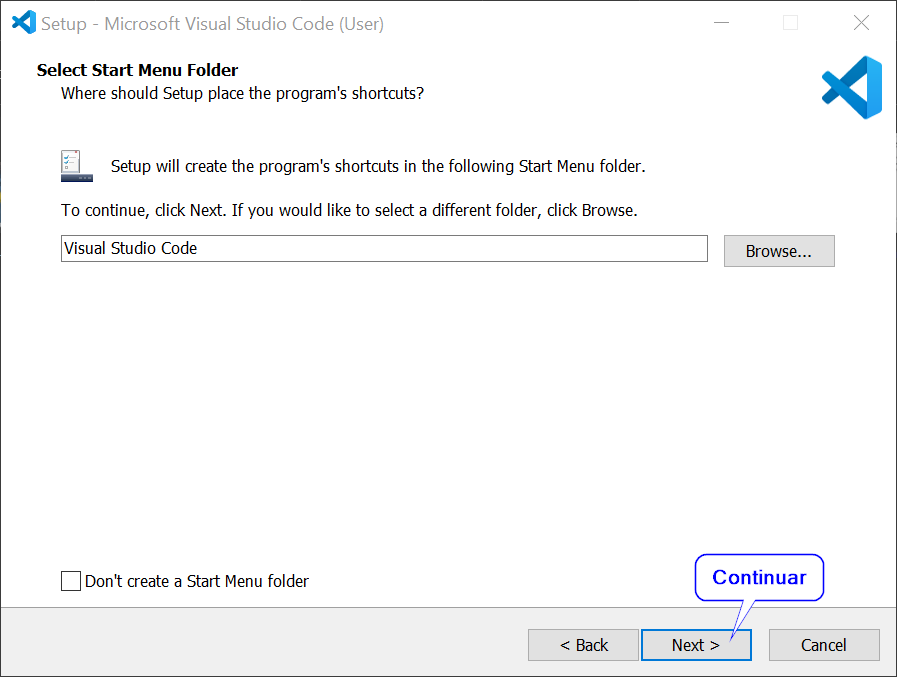 Setup - Microsoft Visual Studio Code (User)
Select Start Menu Folder
Where should Setup place the program's shortcuts?
Setup will create the program's shortcuts in the following Start Menu folder.
To continue, click Next. If you would like to select a different folder, click Browse.
Visual Studio Code
Browse...
Don't create a Start Menu folder
Continuar
< Back
Next >
Cancel